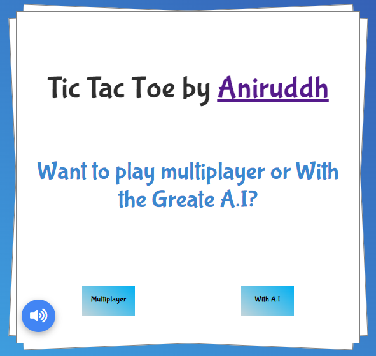 Tic Tac Toe by Aniruddh
Want to play multiplayer or With
the Greate A.I?
Multiplayer
With A.I